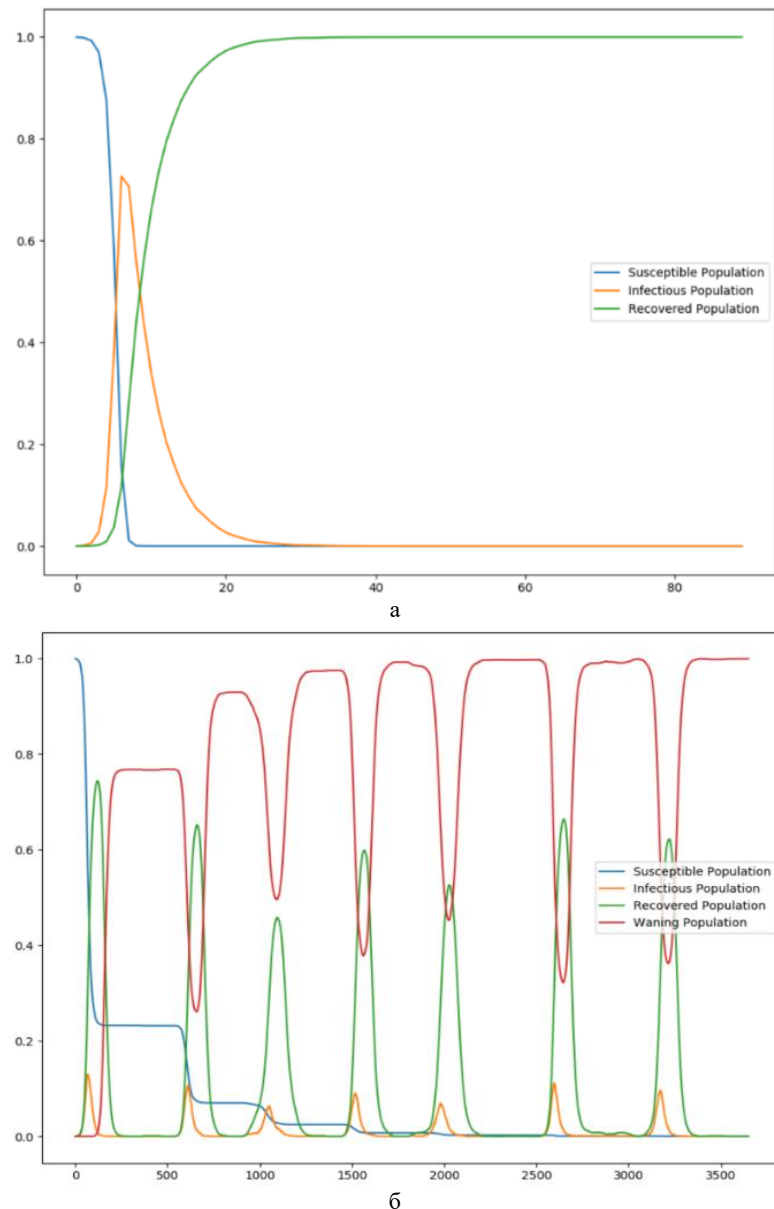 1.0
0.8
0.6
0.4
0.2
0.0
Susceptible Population
Infectious Population
Recovered Population
0 20 40 60 80
а
1.0
0.8
0.6
0.4
0.2
0.0
Susceptible Population
Infectious Population
Recovered Population
Waning Population
0 500 1000 1500 2000 2500 3000 3500
б